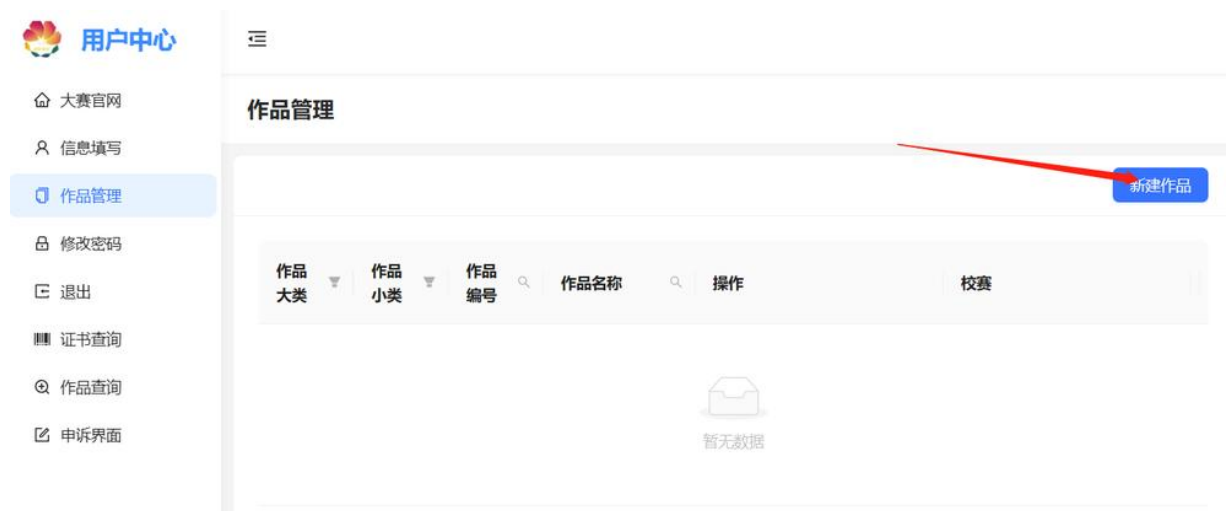 用户中心
大赛官网
信息填写
作品管理
修改密码
退出
证书查询
作品查询
申诉界面
作品管理
新建作品
作品
大类
作品
小类
作品
编号
作品名称
操作
校赛
暂无数据